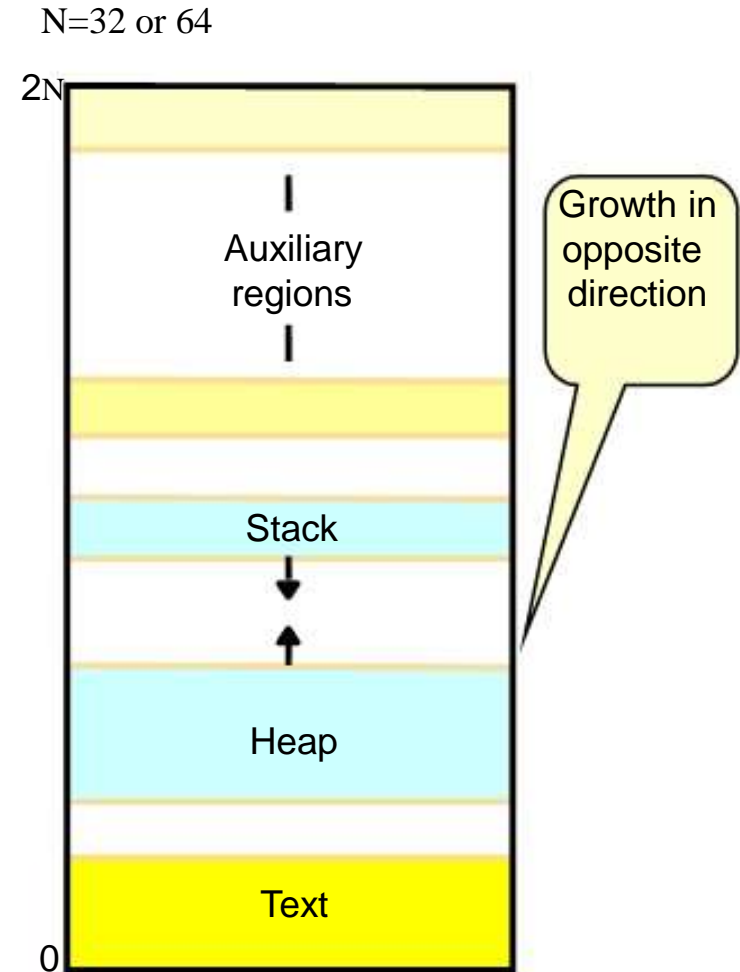 N=32 or 64
2N
Auxiliary
regions
Growth in
opposite
direction
Stack
Heap
Text
0